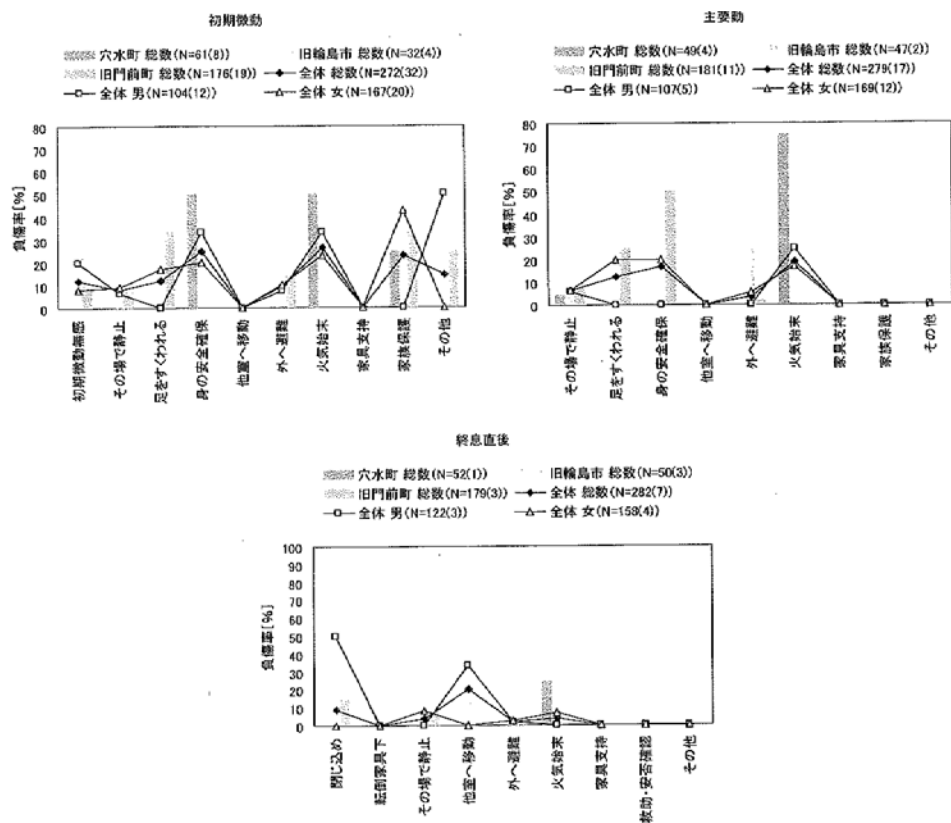 初期微動
穴水町 総数(N=61(8))
旧輪島市 総数(N=32(4))
旧門前町 総数(N=176(19))
全体 総数(N=272(32))
全体 男(N=104(12))
全体 女(N=167(20))
80
70
60
50
40
30
20
10
0
負傷率[%]
初期微動無感
その場で静止
足をすくわれる
身の安全確保
他室へ移動
外へ避難
火気始末
家具支持
家族保護
その他
主要動
穴水町 総数(N=49(4))
旧輪島市 総数(N=47(2))
旧門前町 総数(N=181(11))
全体 総数(N=279(17))
全体 男(N=107(5))
全体 女(N=169(12))
80
70
60
50
40
30
20
10
0
負傷率[%]
その場で静止
足をすくわれる
身の安全確保
他室へ移動
外へ避難
火気始末
家具支持
家族保護
その他
終息直後
穴水町 総数(N=52(1))
旧輪島市 総数(N=50(3))
旧門前町 総数(N=179(3))
全体 総数(N=282(7))
全体 男(N=122(3))
全体 女(N=158(4))
100
90
80
70
60
50
40
30
20
10
0
負傷率[%]
閉じ込め
転倒家具下
その場で静止
他室へ移動
外へ避難
火気始末
家具支持
救助・安否確認
その他